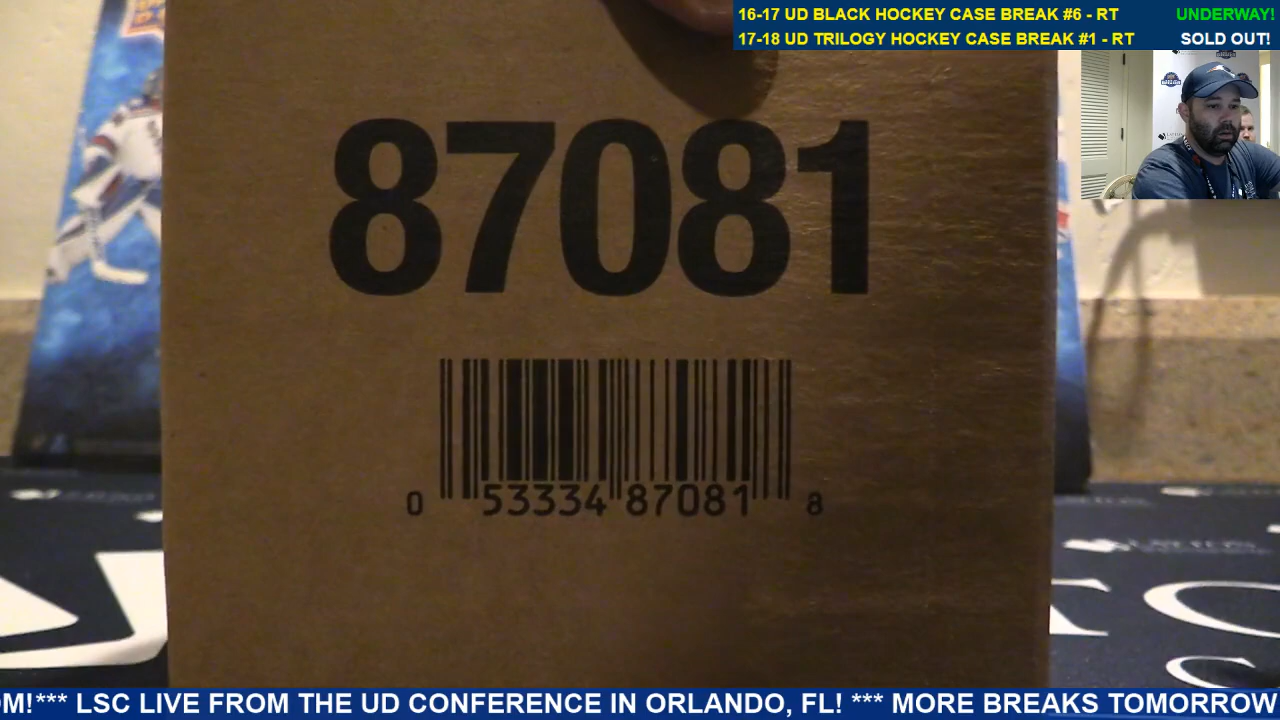 16-17 UD BLACK HOCKEY CASE BREAK #6 - RT UNDERWAY!
17-18 UD TRILOGY HOCKEY CASE BREAK #1 - RT SOLD OUT!
87081
0 53334 87081 8
OM!*** LSC LIVE FROM THE UD CONFERENCE IN ORLANDO, FL! *** MORE BREAKS TOMORROW